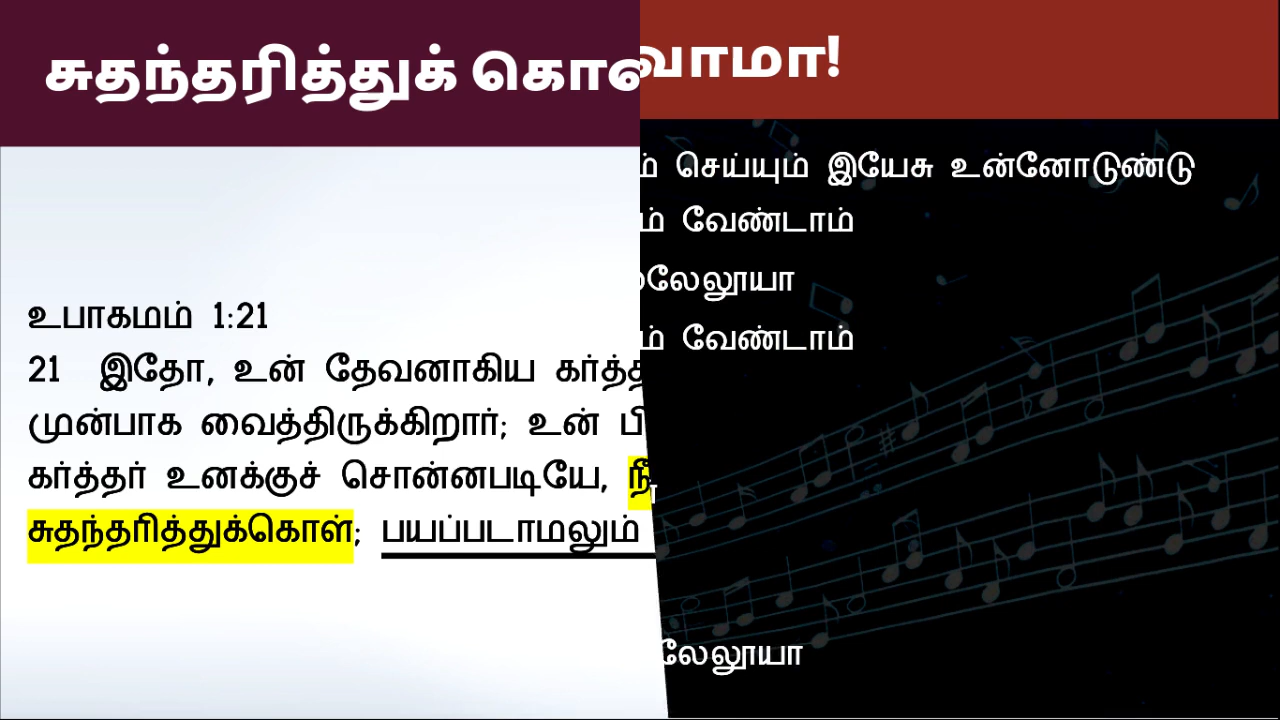 சுதந்தரித்துக்
உபாகமம் 1:21
21 இதோ, உன் தேவனாகிய
முன்பாக வைத்திருக்கிறார்; உன்
கர்த்தர் உனக்குச் சொன்னபடியே, நீ
சுதந்தரித்துக்கொள்; பயப்படாமலும்
செய்யும் இயேசு உன்னோடுண்டு
வேண்டாம்
வேண்டாம்